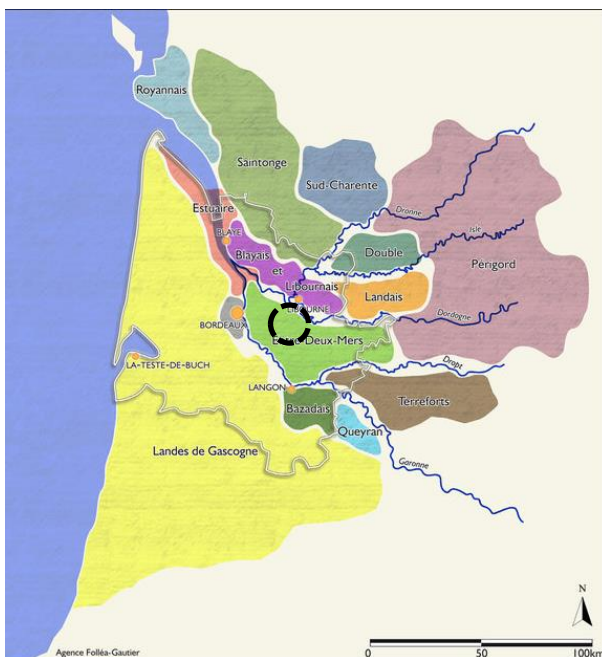 Royannais
Saintonge
Sud-Charente
Dronne
Isle
Estuaire
BLAYE
Double
Périgord
Blayais et
Libournais
LIBOURNE
Landais
Dordogne
BORDEAUX
Entre-Deux-Mers
LA-TESTE-DE-BUCH
Dropt
LANGON
Bazadais
Terreforts
Queyran
Landes de Gascogne
Garonne
N
Agence Folléa-Gautier
0 50 100km